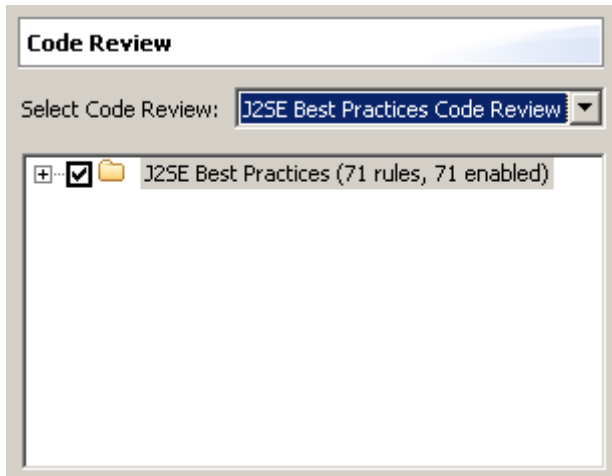 Code Review
Select Code Review: J2SE Best Practices Code Review
J2SE Best Practices (71 rules, 71 enabled)